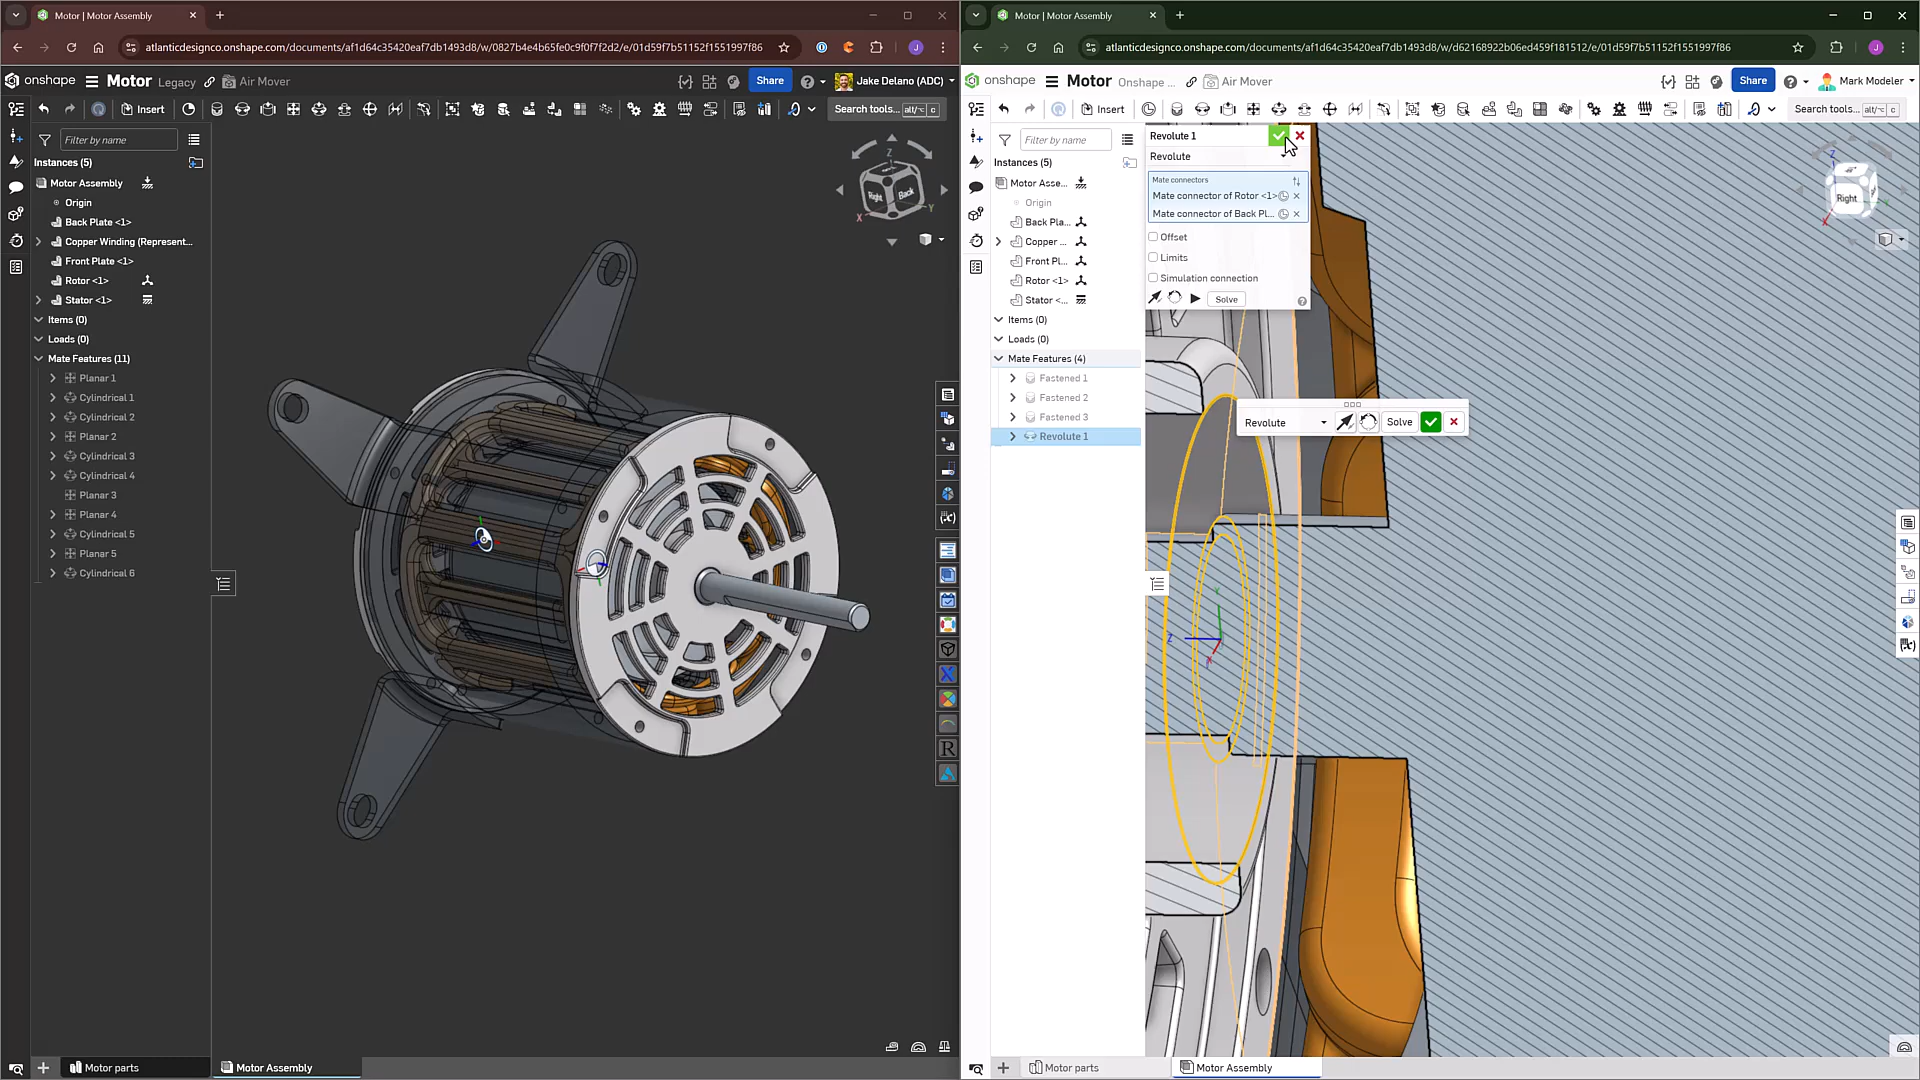 Motor | Motor Assembly
atlanticdesignco.onshape.com/documents/af1d64c35420eaf7db1493d8/w/0827b4e4b65fe0c9f0f7f2d2/e/01d59f7b51152f1551997f86
onshape
Motor
Legacy
Air Mover
Share
Jake Delano (ADC)
Insert
Search tools...
alt/⌥ c
Filter by name
Instances (5)
Motor Assembly
Origin
Back Plate <1>
Copper Winding (Represent...
Front Plate <1>
Rotor <1>
Stator <1>
Items (0)
Loads (0)
Mate Features (11)
Planar 1
Cylindrical 1
Cylindrical 2
Planar 2
Cylindrical 3
Cylindrical 4
Planar 3
Planar 4
Cylindrical 5
Planar 5
Cylindrical 6
Z
Right
Back
X
Y
Motor parts
Motor Assembly
Motor | Motor Assembly
atlanticdesignco.onshape.com/documents/af1d64c35420eaf7db1493d8/w/d62168922b06ed459f181512/e/01d59f7b51152f1551997f86
onshape
Motor
Onshape ...
Air Mover
Share
Mark Modeler
Insert
Search tools...
alt/⌥ c
Filter by name
Instances (5)
Motor Asse...
Origin
Back Pla...
Copper ...
Front Pl...
Rotor <1>
Stator <...
Items (0)
Loads (0)
Mate Features (4)
Fastened 1
Fastened 2
Fastened 3
Revolute 1
Revolute 1
Revolute
Mate connectors
Mate connector of Rotor <1>
Mate connector of Back Pl...
Offset
Limits
Simulation connection
Solve
Revolute
Solve
Z
Right
X
Z
Y
X
Motor parts
Motor Assembly